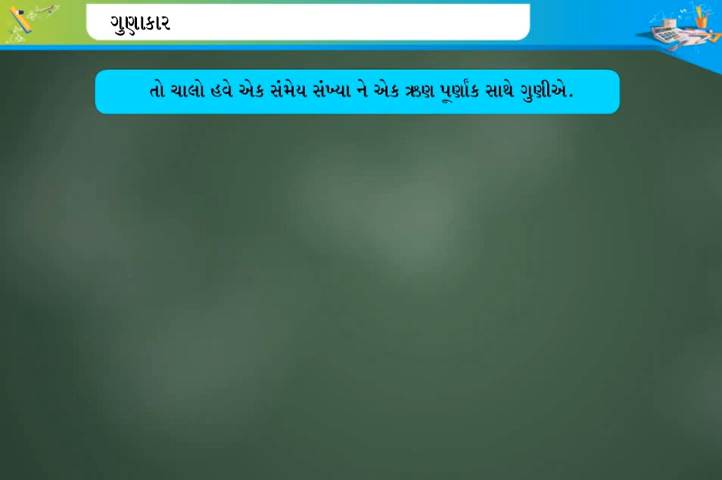 ગુણાકાર
તો ચાલો હવે એક સંમેય સંખ્યા ને એક ઋણ પૂર્ણાંક સાથે ગુણીએ.